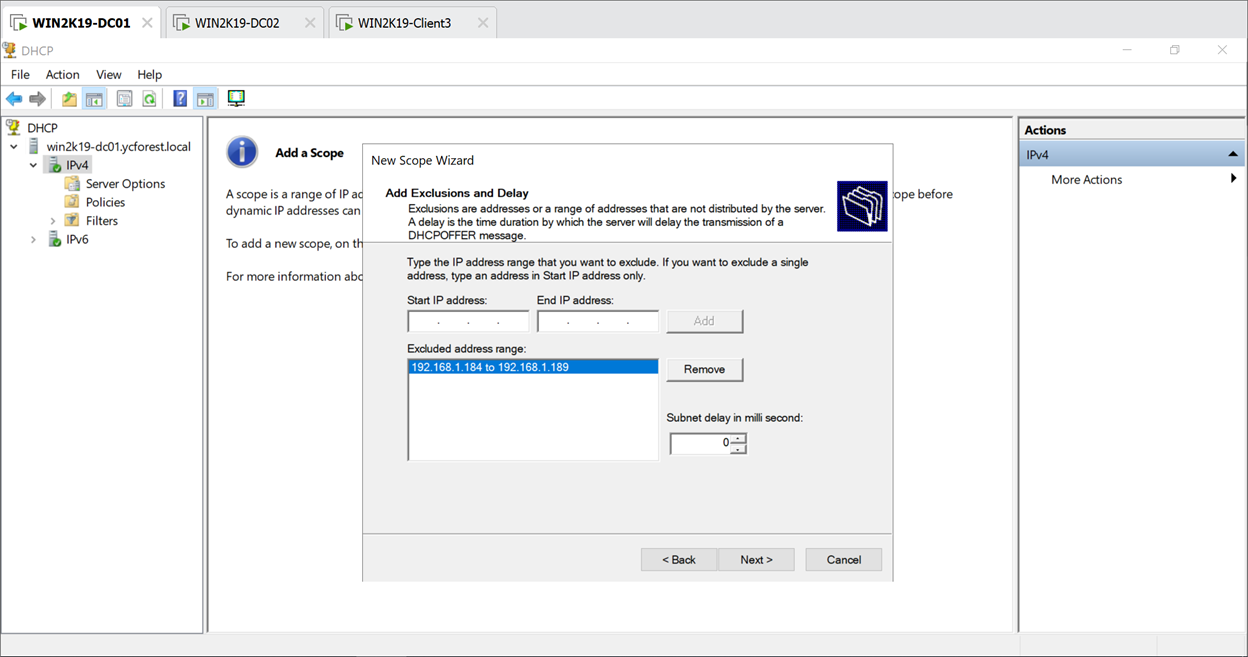 WIN2K19-DC01
WIN2K19-DC02
WIN2K19-Client3
DHCP
File Action View Help
DHCP
win2k19-dc01.ycforest.local
IPv4
Server Options
Policies
Filters
IPv6
Add a Scope
A scope is a range of IP
dynamic IP addresses can
To add a new scope, on
For more information
scope before
New Scope Wizard
Add Exclusions and Delay
Exclusions are addresses or a range of addresses that are not distributed by the server.
A delay is the time duration by which the server will delay the transmission of a
DHCPOFFER message.
Type the IP address range that you want to exclude. If you want to exclude a single
address, type an address in Start IP address only.
Start IP address: End IP address:
Add
Excluded address range:
192.168.1.184 to 192.168.1.189
Remove
Subnet delay in milli second:
0
< Back Next > Cancel
Actions
IPv4
More Actions